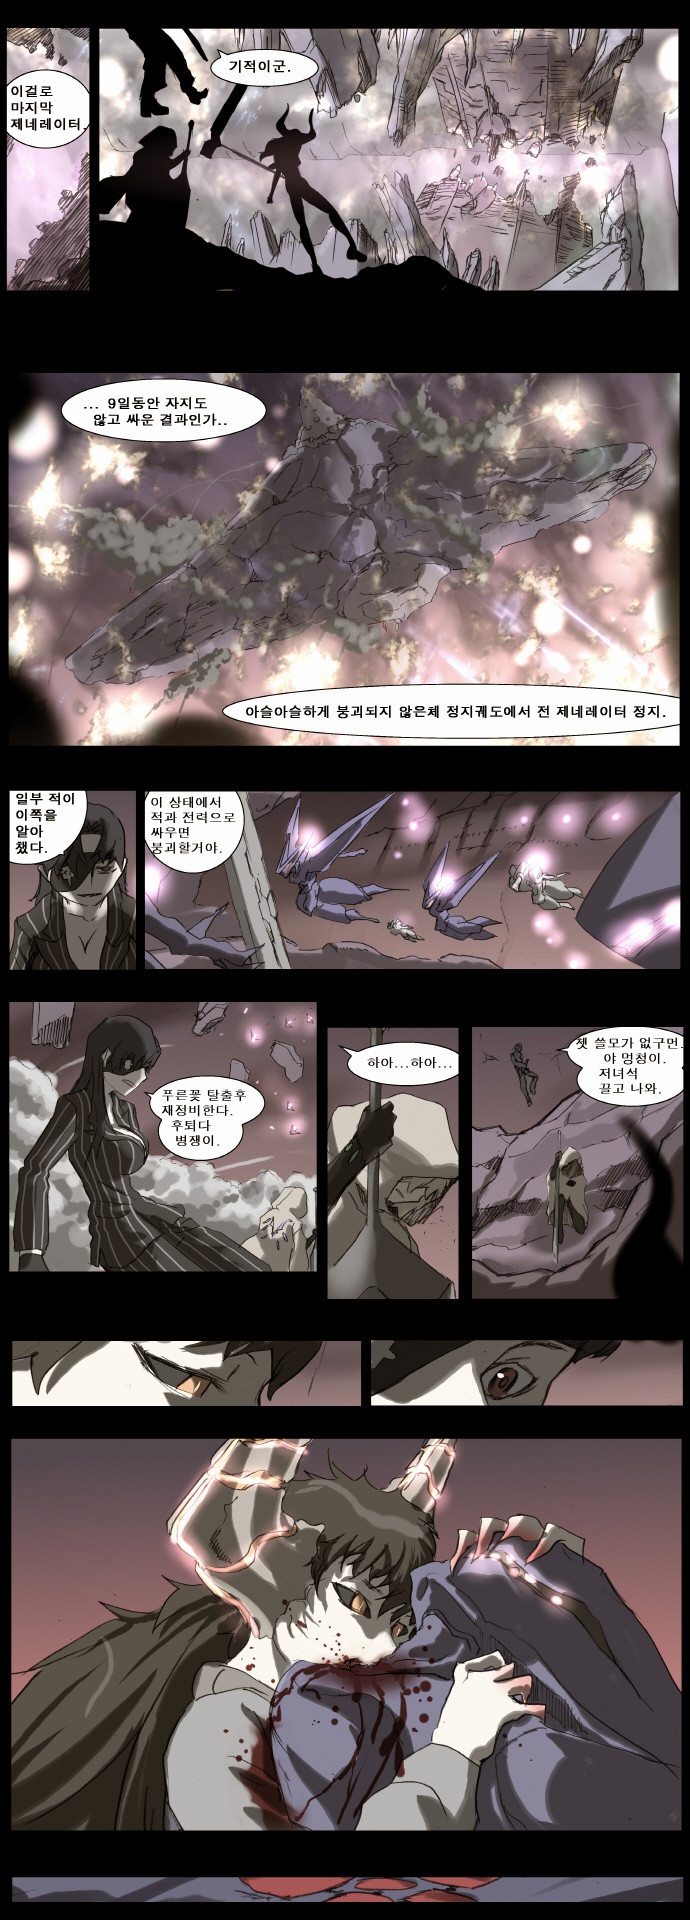 이걸로
마지막
제네레이터.
기적이군.
... 9일동안 자지도
않고 싸운 결과인가..
아슬아슬하게 붕괴되지 않은체 정지궤도에서 전 제네레이터 정지.
일부 적이
이쪽을
알아
챘다.
이 상태에서
적과 전력으로
싸우면
붕괴할거야.
푸른꽃 탈출후
재정비한다.
후퇴다
병쟁이.
하아...하아...
쳇 쓸모가 없구먼.
야 멍청이.
저녀석
끌고 나와.